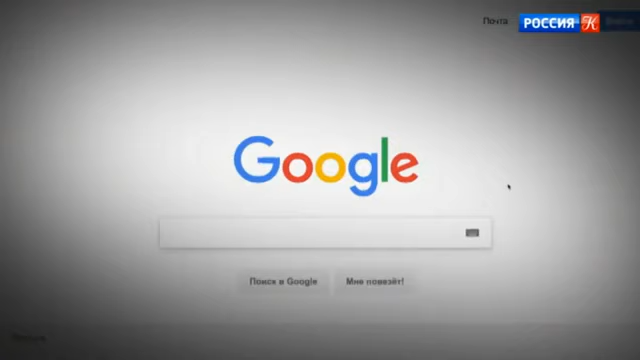 Почта
РОССИЯ К
Google
Поиск в Google
Мне повезёт!